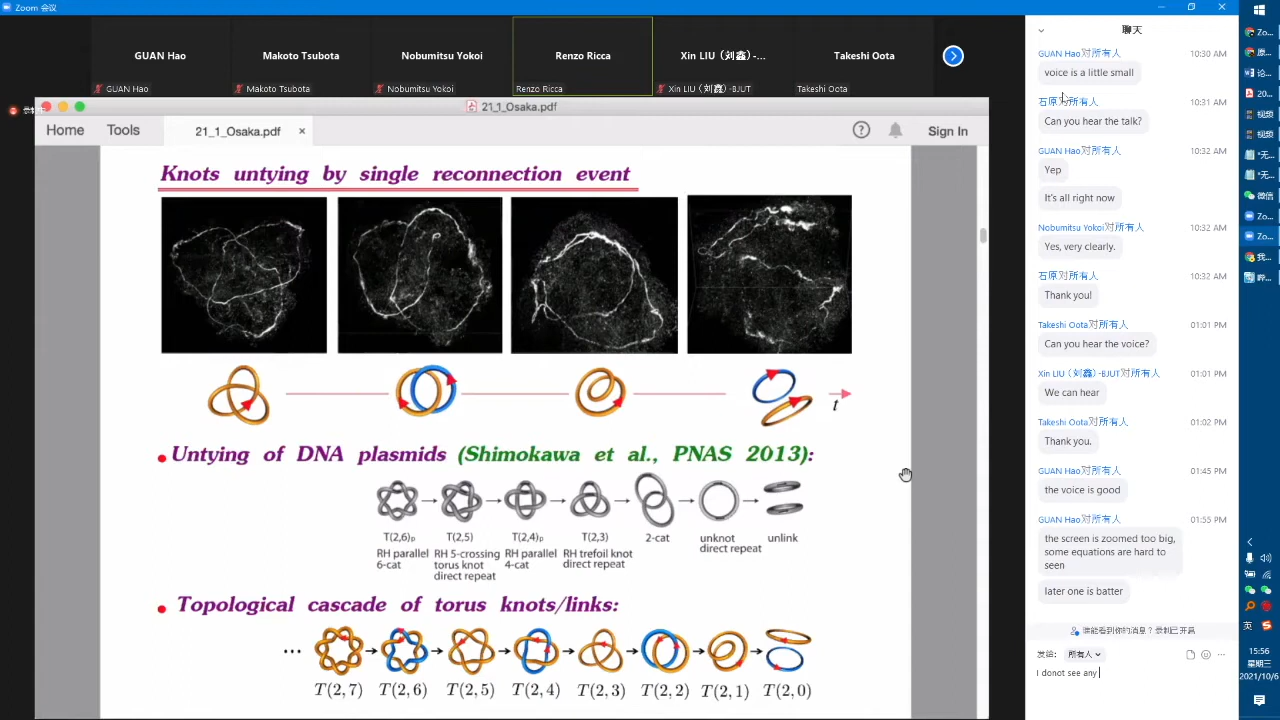 Zoom 会议
GUAN Hao
Makoto Tsubota
Nobumitsu Yokoi
Renzo Ricca
Xin LIU (刘鑫) -...
Takeshi Oota
GUAN Hao
Makoto Tsubota
Nobumitsu Yokoi
Renzo Ricca
Xin LIU (刘鑫) -BJUT
Takeshi Oota
21_1_Osaka.pdf
Home
Tools
21_1_Osaka.pdf
×
?
Sign In
Knots untying by single reconnection event
t
Untying of DNA plasmids (Shimokawa et al., PNAS 2013):
T(2,6)p
RH parallel
6-cat
T(2,5)
RH 5-crossing
torus knot
direct repeat
T(2,4)p
RH parallel
4-cat
T(2,3)
RH trefoil knot
direct repeat
2-cat
unknot
direct repeat
unlink
Topological cascade of torus knots/links:
...
T(2,7)
T(2,6)
T(2,5)
T(2,4)
T(2,3)
T(2,2)
T(2,1)
T(2,0)
聊天
GUAN Hao对所有人 10:30 AM
voice is a little small
石原对所有人 10:31 AM
Can you hear the talk?
GUAN Hao对所有人 10:32 AM
Yep
It's all right now
Nobumitsu Yokoi对所有人 10:32 AM
Yes, very clearly.
石原对所有人 10:32 AM
Thank you!
Takeshi Oota对所有人 01:01 PM
Can you hear the voice?
Xin LIU (刘鑫) -BJUT对所有人 01:01 PM
We can hear
Takeshi Oota对所有人 01:02 PM
Thank you.
GUAN Hao对所有人 01:45 PM
the voice is good
GUAN Hao对所有人 01:55 PM
the screen is zoomed too big,
some equations are hard to
seen
later one is batter
谁能看到你的消息？录制已开启
发给: 所有人
I donot see any
Zo...
原...
论...
20...
视频
视频
*无...
*无...
微信
Zo...
Zo...
我...
英
15:56
星期三
2021/10/6